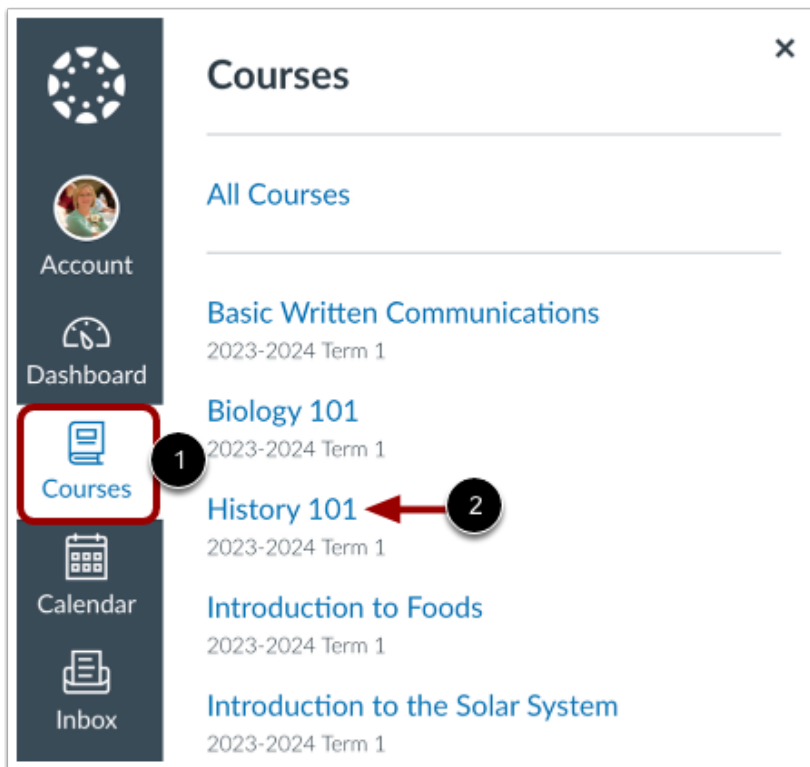 Courses
All Courses
Account
Basic Written Communications
2023-2024 Term 1
Dashboard
Biology 101
2023-2024 Term 1
1
Courses
History 101
2
2023-2024 Term 1
Calendar
Introduction to Foods
2023-2024 Term 1
Inbox
Introduction to the Solar System
2023-2024 Term 1